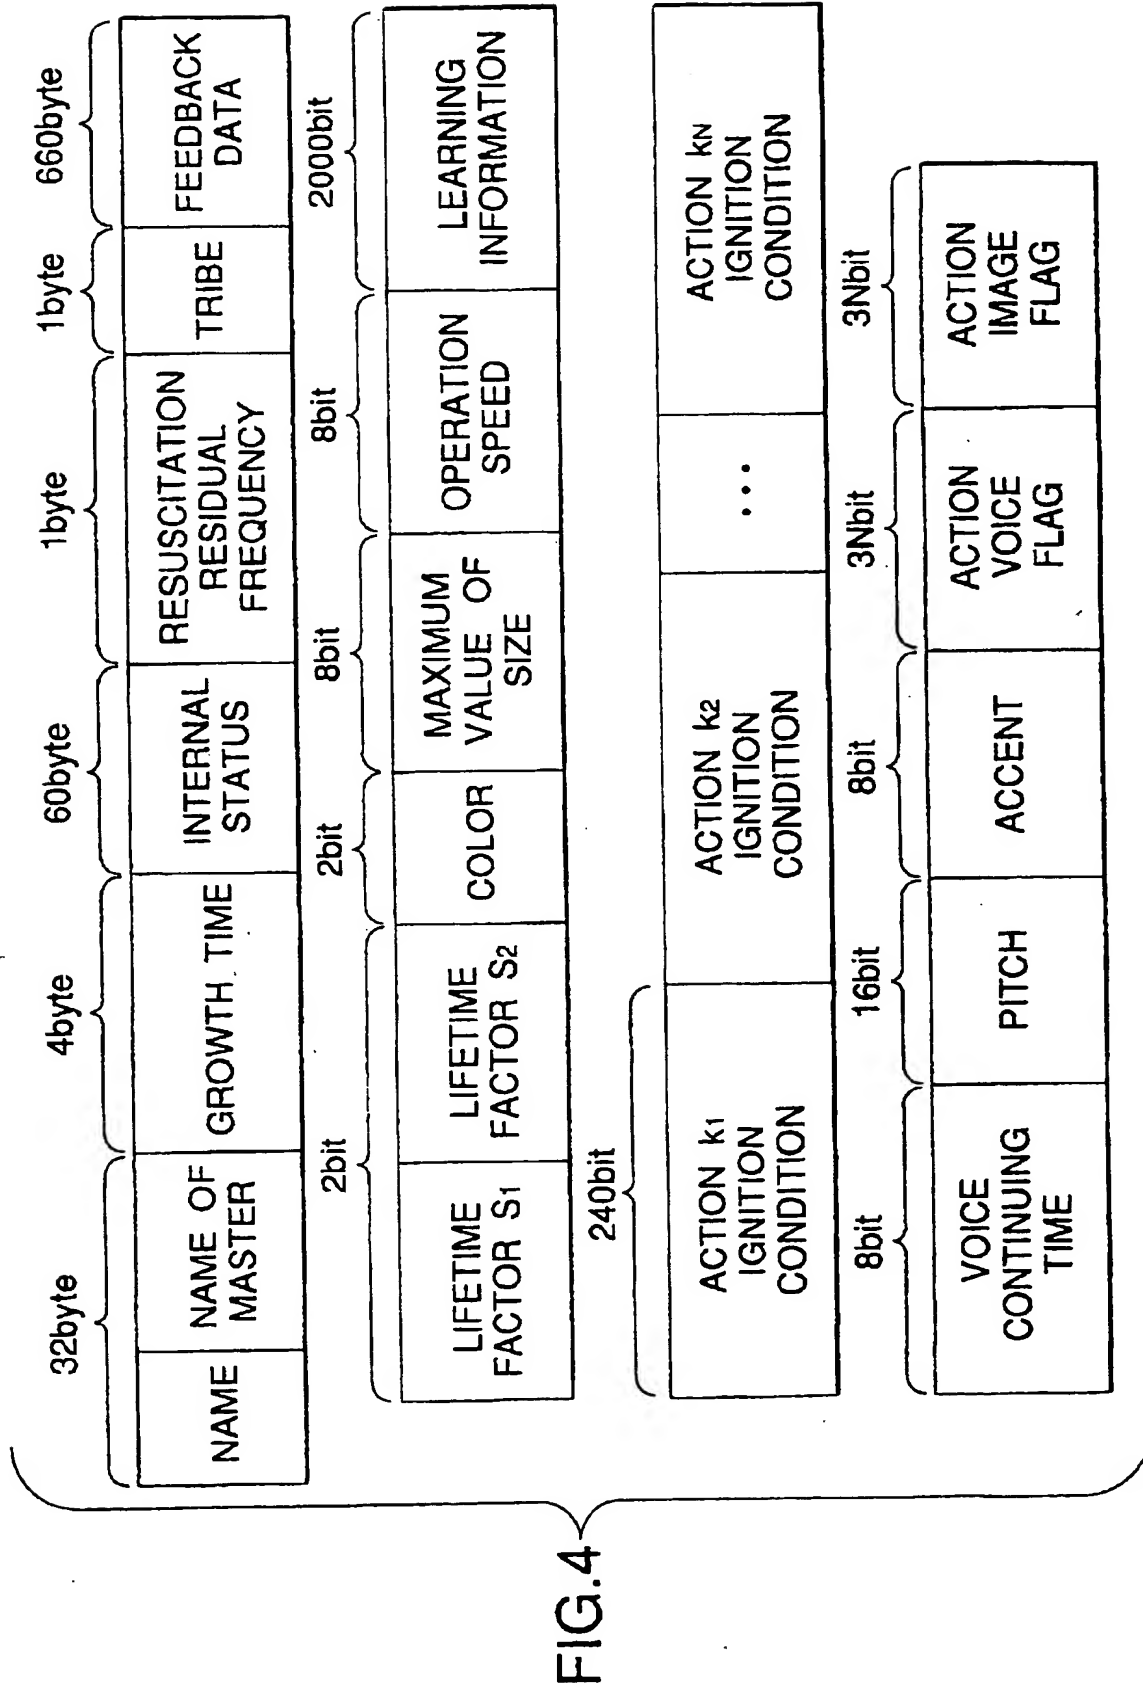 FIG.4
32byte
4byte
60byte
1byte
1byte
660byte
NAME
NAME OF
MASTER
GROWTH TIME
INTERNAL
STATUS
RESUSCITATION
RESIDUAL
FREQUENCY
TRIBE
FEEDBACK
DATA
2bit
2bit
8bit
8bit
2000bit
LIFETIME
FACTOR S1
LIFETIME
FACTOR S2
COLOR
MAXIMUM
VALUE OF
SIZE
OPERATION
SPEED
LEARNING
INFORMATION
240bit
ACTION k1
IGNITION
CONDITION
ACTION k2
IGNITION
CONDITION
...
ACTION kN
IGNITION
CONDITION
8bit
16bit
8bit
3Nbit
3Nbit
VOICE
CONTINUING
TIME
PITCH
ACCENT
ACTION
VOICE
FLAG
ACTION
IMAGE
FLAG